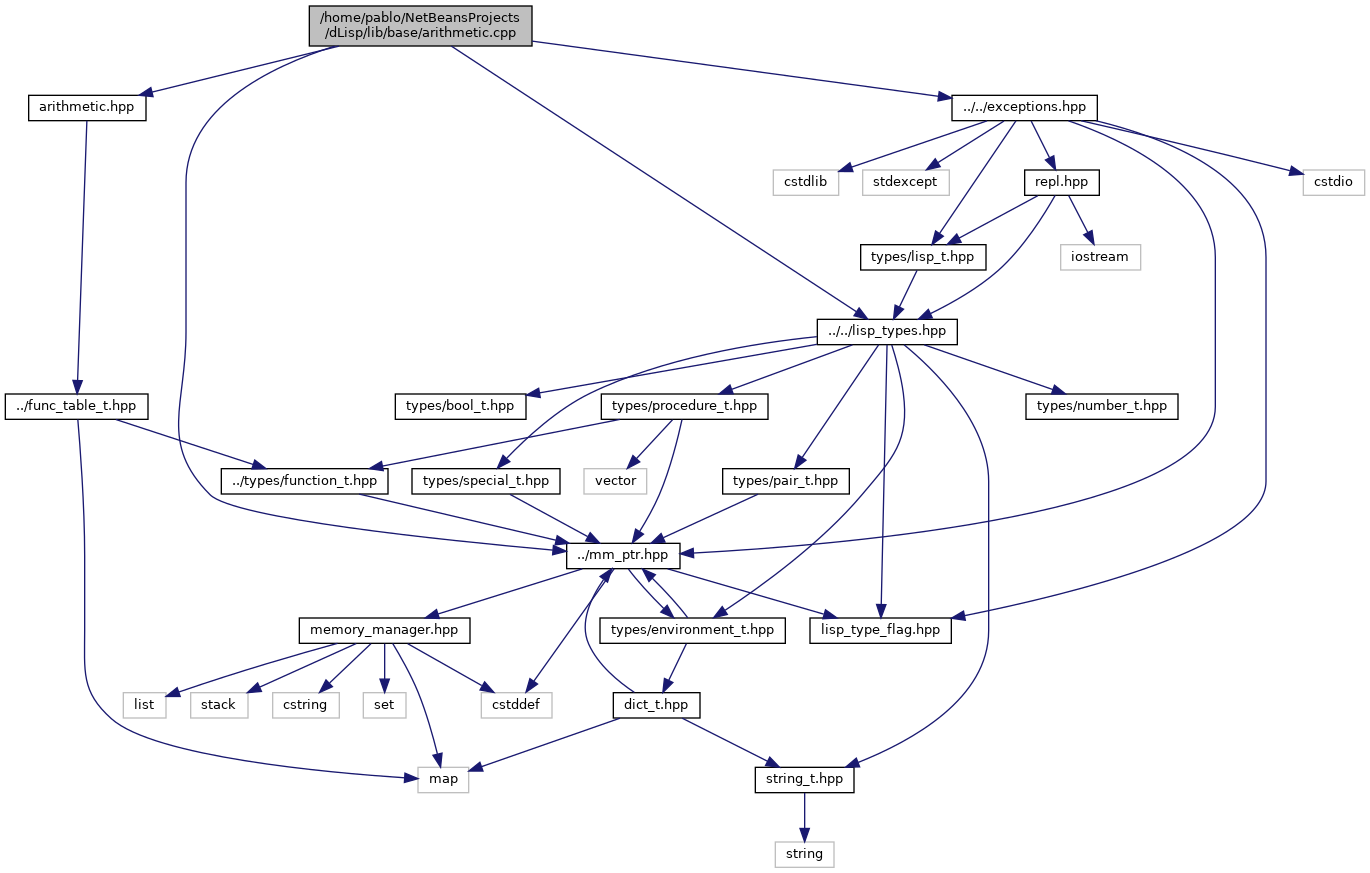 /home/pablo/NetBeansProjects
/dLisp/lib/base/arithmetic.cpp
arithmetic.hpp
../../exceptions.hpp
cstdlib
stdexcept
repl.hpp
cstdio
types/lisp_t.hpp
iostream
../../lisp_types.hpp
../func_table_t.hpp
types/bool_t.hpp
types/procedure_t.hpp
types/number_t.hpp
../types/function_t.hpp
types/special_t.hpp
vector
types/pair_t.hpp
../mm_ptr.hpp
memory_manager.hpp
types/environment_t.hpp
lisp_type_flag.hpp
list
stack
cstring
set
cstddef
dict_t.hpp
map
string_t.hpp
string